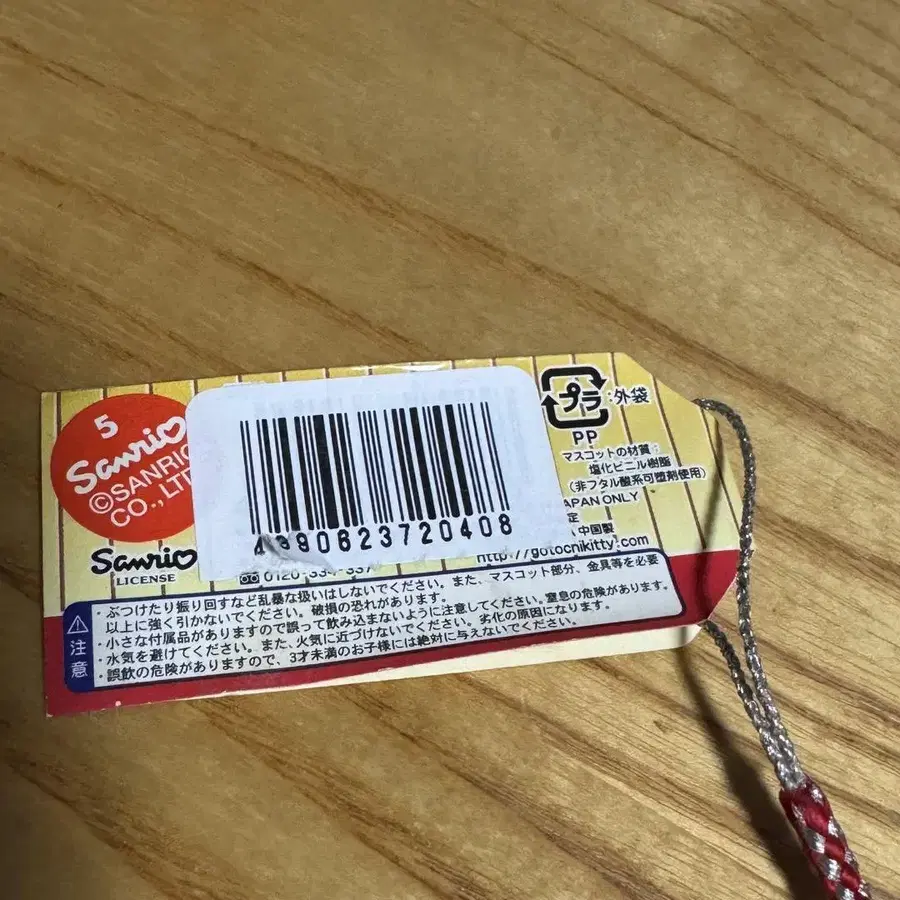 5
Sanrio
©SANRIO
CO., LT
Sanrio
LICENSE
4990623720408
プラ :外袋
PP
マスコットの材質:
塩化ビニル樹脂
(非フタル酸系可塑剤使用)
APAN ONLY
定
中国製
http://gotochikitty.com
0120-334-337
注意
・ぶつけたり振り回すなど乱暴な扱いはしないでください。また、マスコット部分、金具等を必要
以上に強く引かないでください。破損の恐れがあります。
・小さな付属品がありますので誤って飲み込まないように注意してください。窒息の危険があります。
・水気を避けてください。また、火気に近づけないでください。劣化の原因になります。
・誤飲の危険がありますので、3才未満のお子様には絶対に与えないでください。